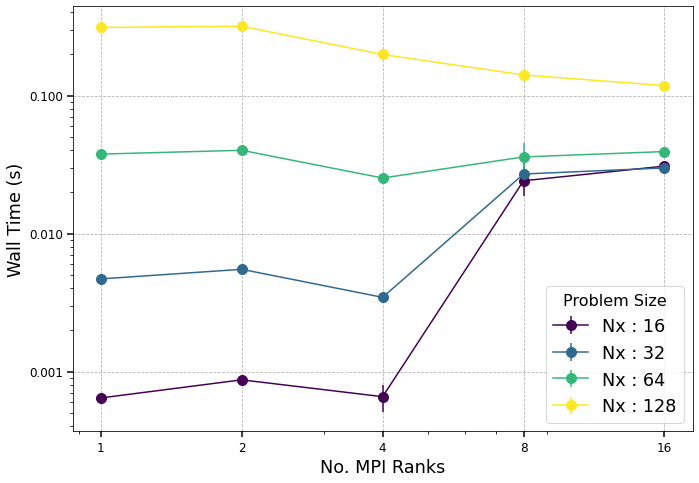 Wall Time (s)
0.100
0.010
0.001
1 2 4 8 16
No. MPI Ranks
Problem Size
Nx : 16
Nx : 32
Nx : 64
Nx : 128